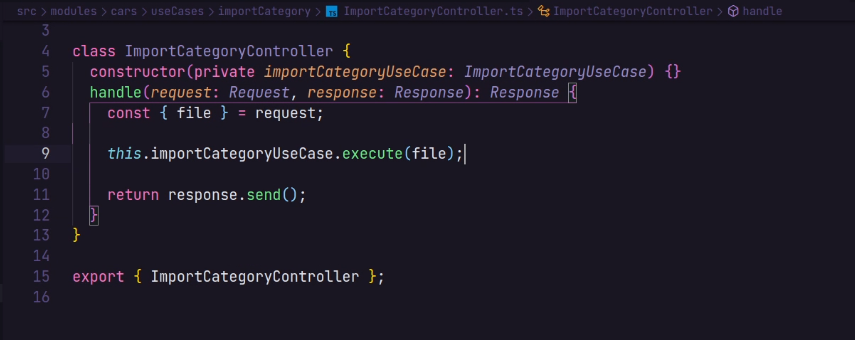 src > modules > cars > useCases > importCategory > TS ImportCategoryController.ts > ImportCategoryController > handle
3
4 class ImportCategoryController {
5 constructor(private importCategoryUseCase: ImportCategoryUseCase) {}
6 handle(request: Request, response: Response): Response {
7 const { file } = request;
8
9 this.importCategoryUseCase.execute(file);
10
11 return response.send();
12 }
13 }
14
15 export { ImportCategoryController };
16